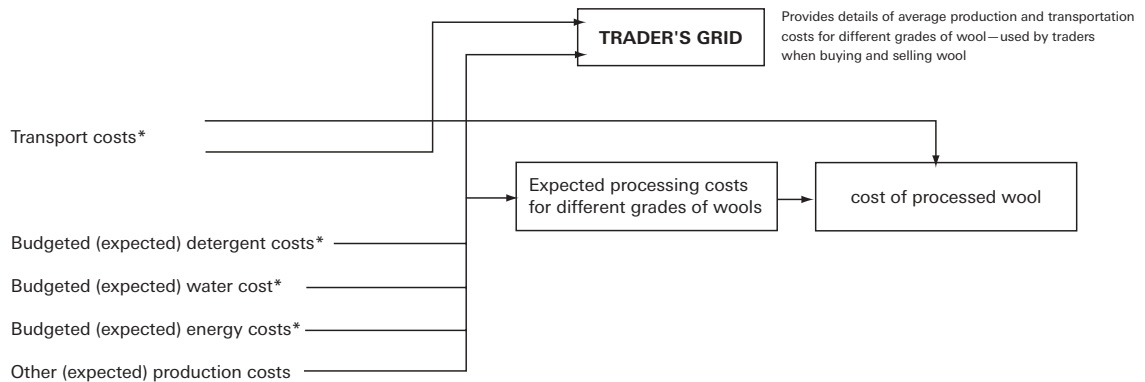 TRADER'S GRID
Provides details of average production and transportation
costs for different grades of wool—used by traders
when buying and selling wool
Transport costs*
Expected processing costs
for different grades of wools
cost of processed wool
Budgeted (expected) detergent costs*
Budgeted (expected) water cost*
Budgeted (expected) energy costs*
Other (expected) production costs